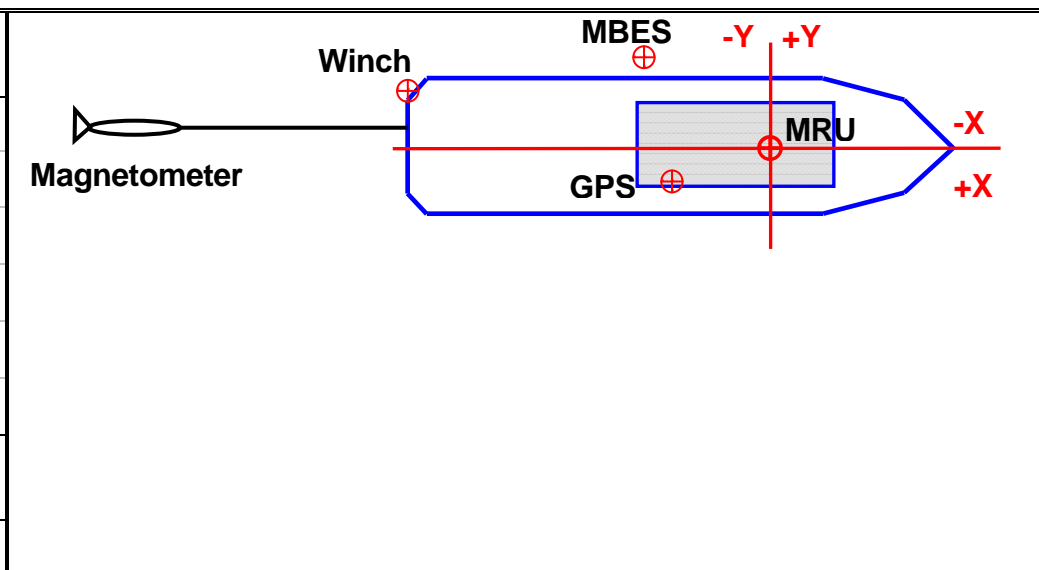 MBES
-Y
+Y
Winch
MRU
-X
Magnetometer
GPS
+X